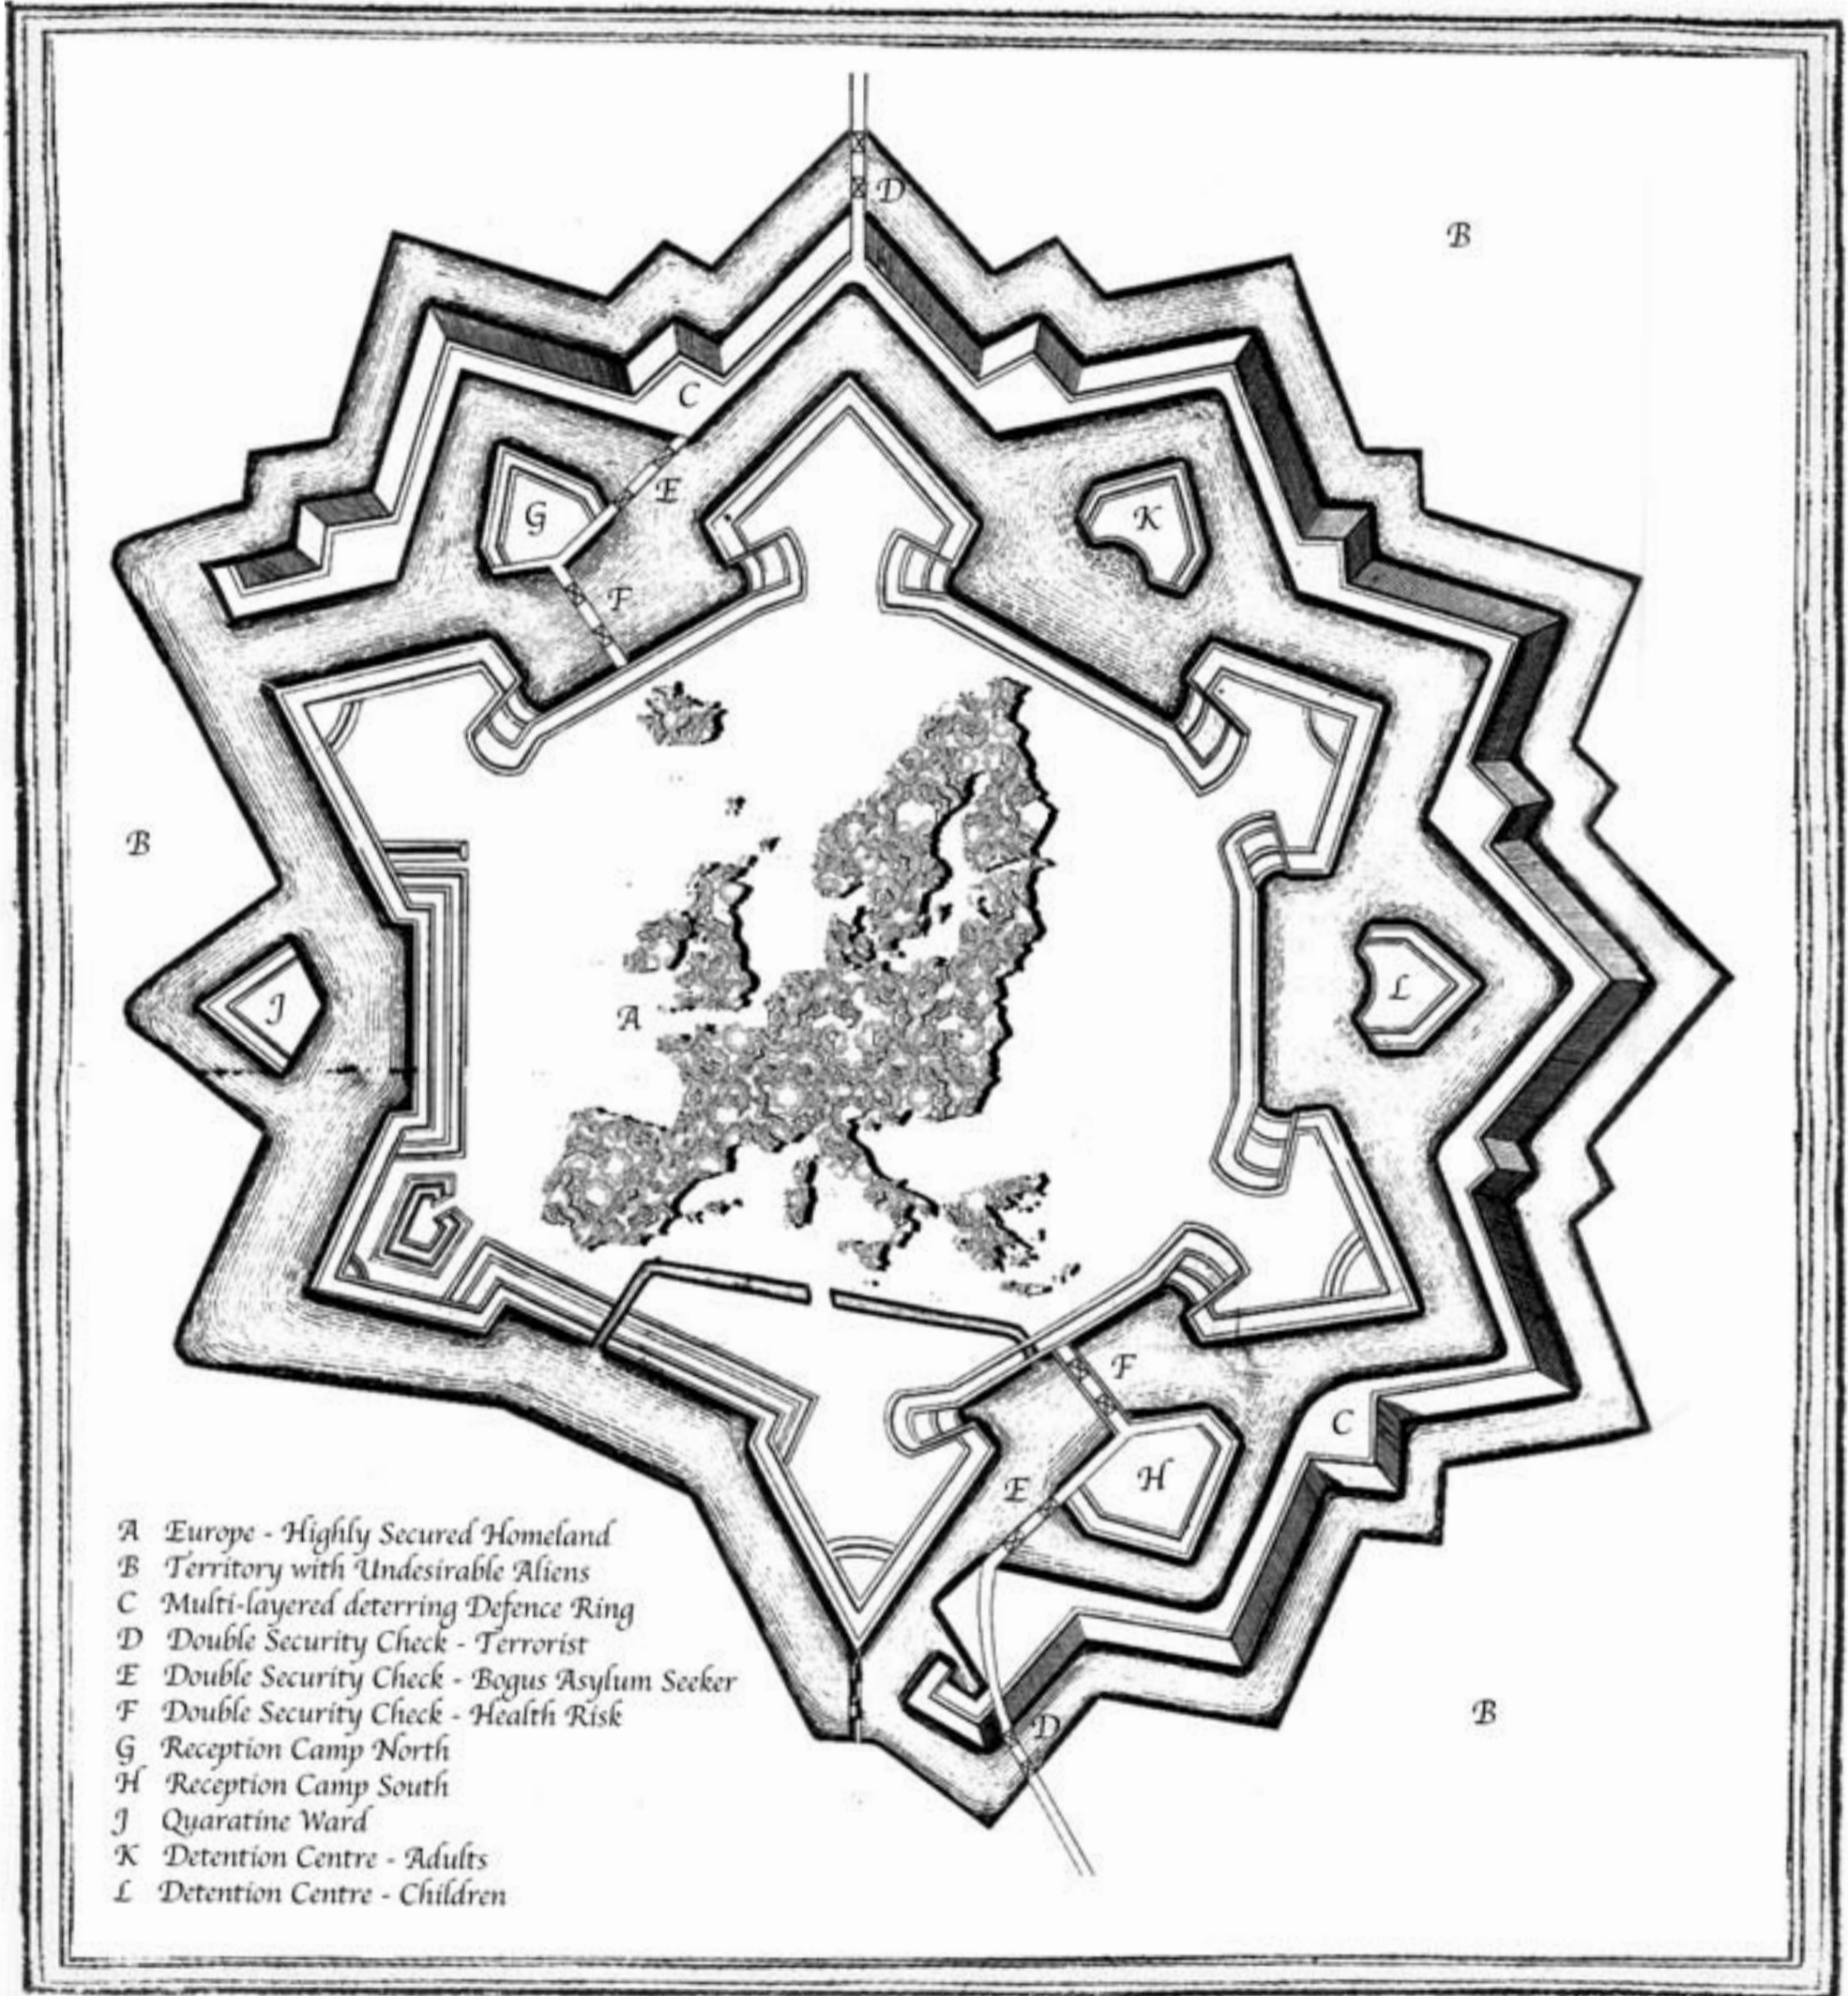 D
B
C
E
G
K
F
B
J
L
A
F
C
E
H
A Europe - Highly Secured Homeland
B Territory with Undesirable Aliens
C Multi-layered deterring Defence Ring
D Double Security Check - Terrorist
E Double Security Check - Bogus Asylum Seeker
F Double Security Check - Health Risk
G Reception Camp North
H Reception Camp South
J Quaratine Ward
K Detention Centre - Adults
L Detention Centre - Children
B
D